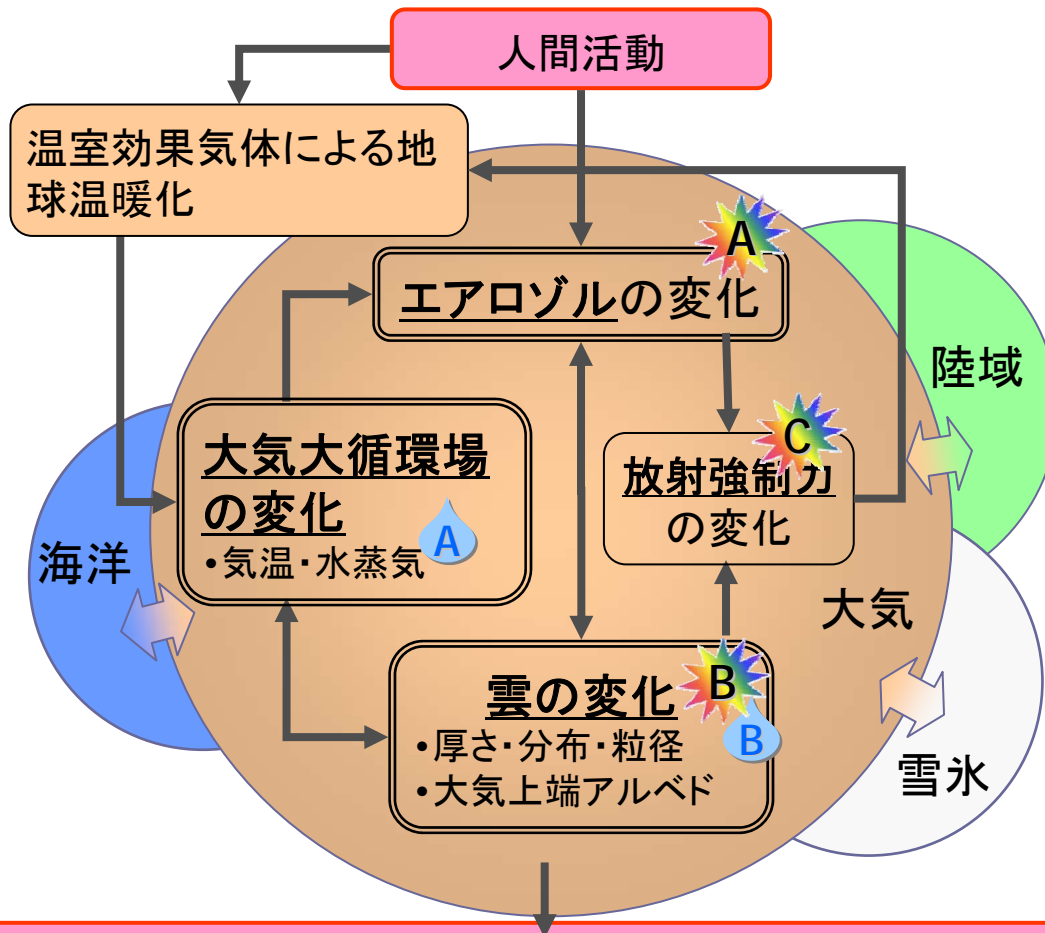 人間活動
温室効果気体による地
球温暖化
A
エアロゾルの変化
陸域
C
大気大循環場
の変化
A
•気温・水蒸気
放射強制力
の変化
海洋
大気
B
雲の変化
B
•厚さ・分布・粒径
•大気上端アルベド
雪氷